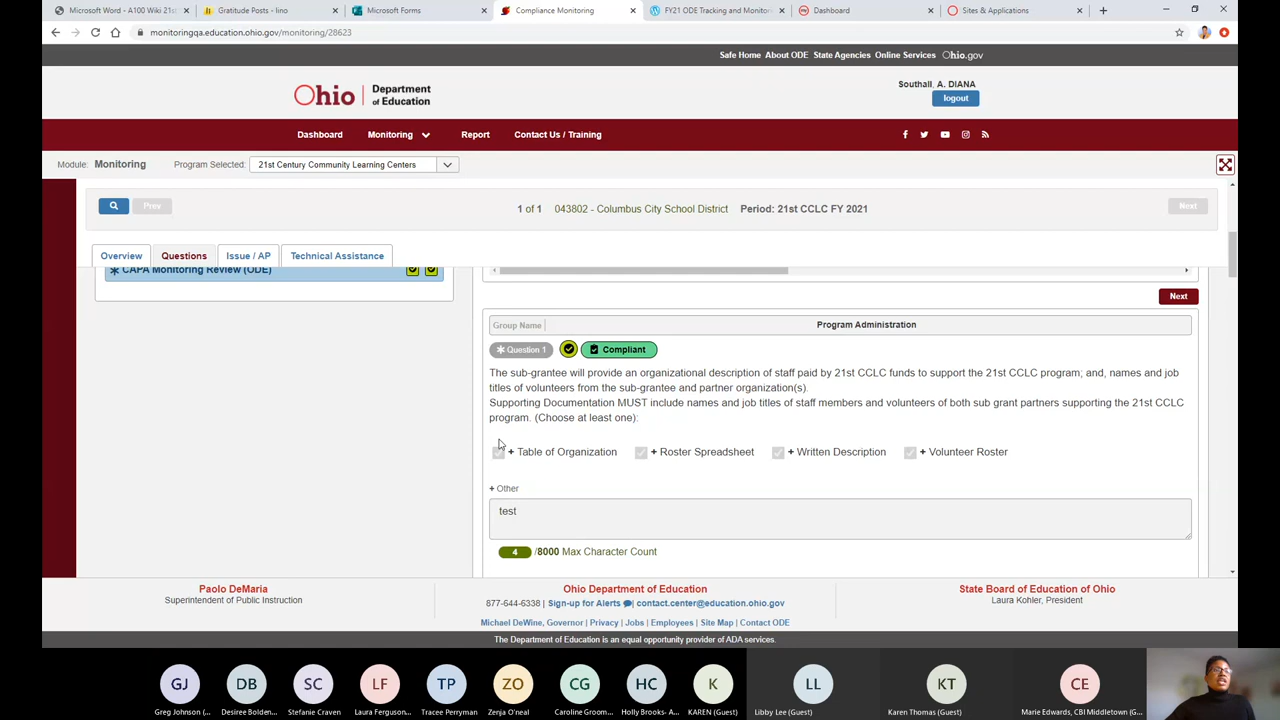 Microsoft Word - A100 Wiki 21st
Gratitude Posts - Iino
Microsoft Forms
Compliance Monitoring
FY21 ODE Tracking and Monitor
Dashboard
Sites & Applications
monitoringqa.education.ohio.gov/monitoring/28623
Safe Home About ODE State Agencies Online Services Ohio.gov
Ohio Department of Education
Southall, A. DIANA
logout
Dashboard Monitoring Report Contact Us / Training
Module: Monitoring Program Selected: 21st Century Community Learning Centers
Prev 1 of 1 043802 - Columbus City School District Period: 21st CCLC FY 2021 Next
Overview Questions Issue / AP Technical Assistance
CAPA Monitoring Review (ODE)
Next
Group Name Program Administration
Question 1 Compliant
The sub-grantee will provide an organizational description of staff paid by 21st CCLC funds to support the 21st CCLC program; and, names and job
titles of volunteers from the sub-grantee and partner organization(s).
Supporting Documentation MUST include names and job titles of staff members and volunteers of both sub grant partners supporting the 21st CCLC
program. (Choose at least one):
+ Table of Organization + Roster Spreadsheet + Written Description + Volunteer Roster
+ Other
test
4 /8000 Max Character Count
Paolo DeMaria
Superintendent of Public Instruction
Ohio Department of Education
877-644-6338 | Sign-up for Alerts | contact.center@education.ohio.gov
Michael DeWine, Governor | Privacy | Jobs | Employees | Site Map | Contact ODE
State Board of Education of Ohio
Laura Kohler, President
The Department of Education is an equal opportunity provider of ADA services.
GJ DB SC LF TP ZO CG HC K LL KT CE
Greg Johnson (... Desiree Bolden... Stefanie Craven Laura Ferguson... Tracee Perryman Zenja O'neal Caroline Groom... Holly Brooks- A... KAREN (Guest) Libby Lee (Guest) Karen Thomas (Guest) Marie Edwards, CBI Middletown (G...